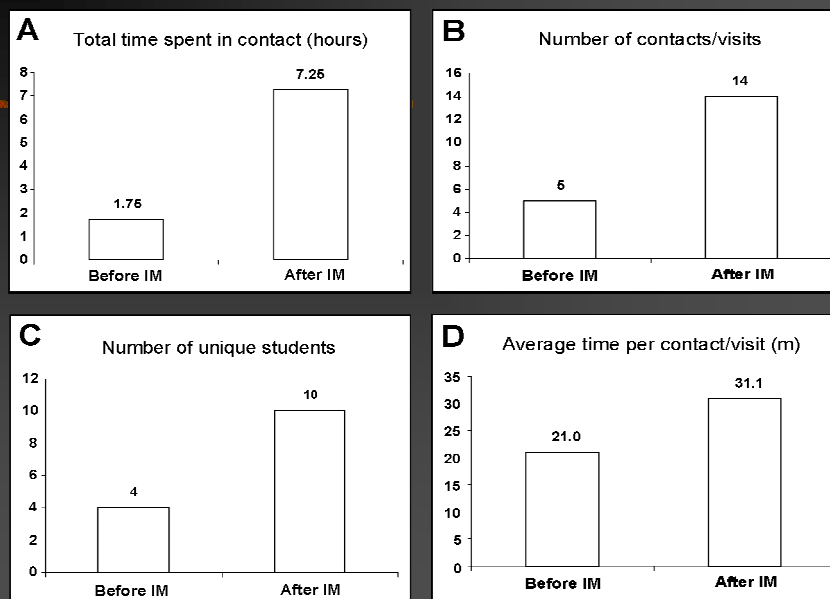 A
Total time spent in contact (hours)
8
7
6
5
4
3
2
1
0
1.75
7.25
Before IM
After IM
B
Number of contacts/visits
16
14
12
10
8
6
4
2
0
5
14
Before IM
After IM
C
Number of unique students
12
10
8
6
4
2
0
4
10
Before IM
After IM
D
Average time per contact/visit (m)
35
30
25
20
15
10
5
0
21.0
31.1
Before IM
After IM